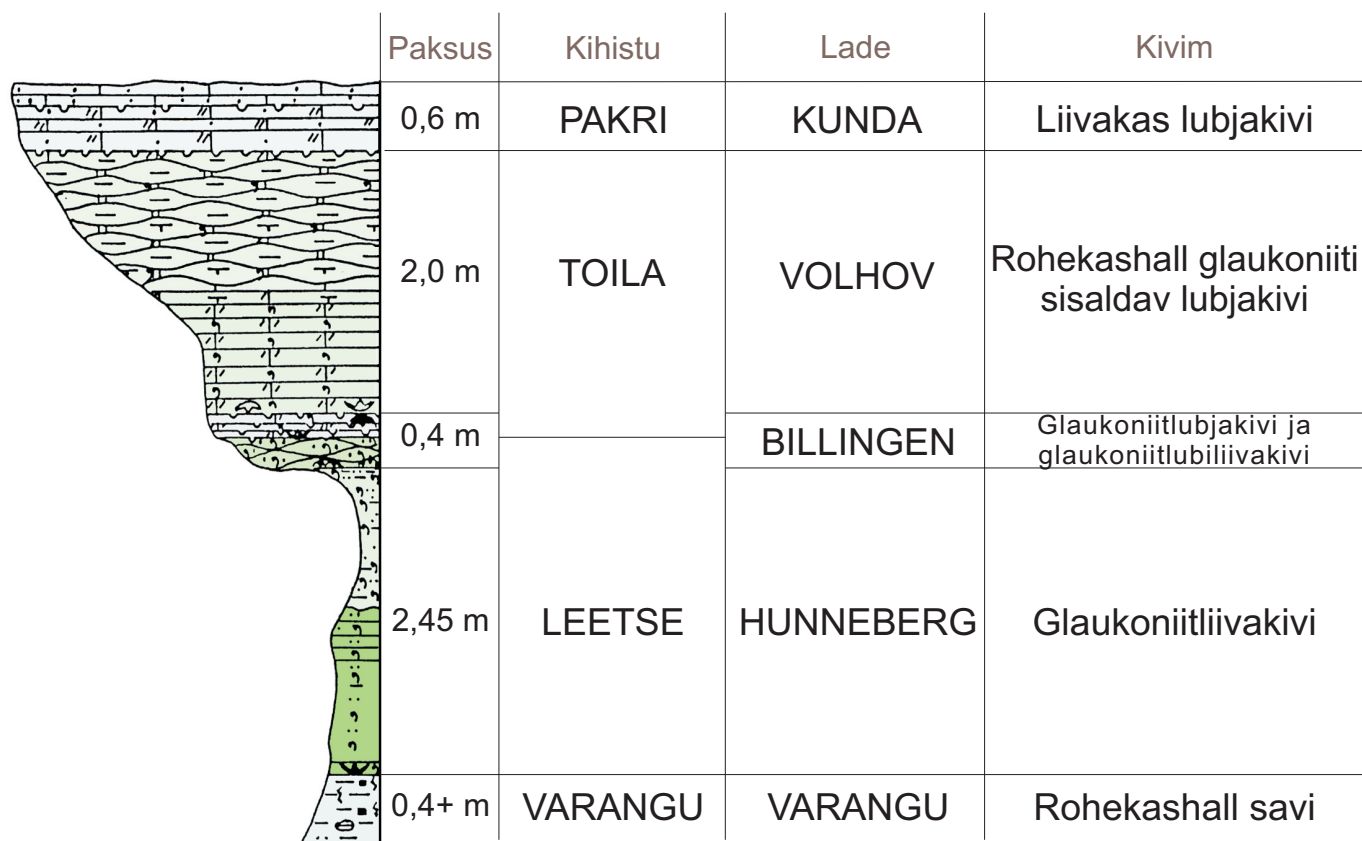 Paksus Kihistu Lade Kivim
0,6 m PAKRI KUNDA Liivakas lubjakivi
2,0 m TOILA VOLHOV Rohekashall glaukoniiti
sisaldav lubjakivi
0,4 m BILLINGEN Glaukoniitlubjakivi ja
glaukoniitlubiliivakivi
2,45 m LEETSE HUNNEBERG Glaukoniitliivakivi
0,4+ m VARANGU VARANGU Rohekashall savi